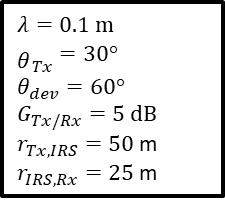 λ = 0.1 m
θ_Tx = 30°
θ_dev = 60°
G_Tx/Rx = 5 dB
r_Tx,IRS = 50 m
r_IRS,Rx = 25 m